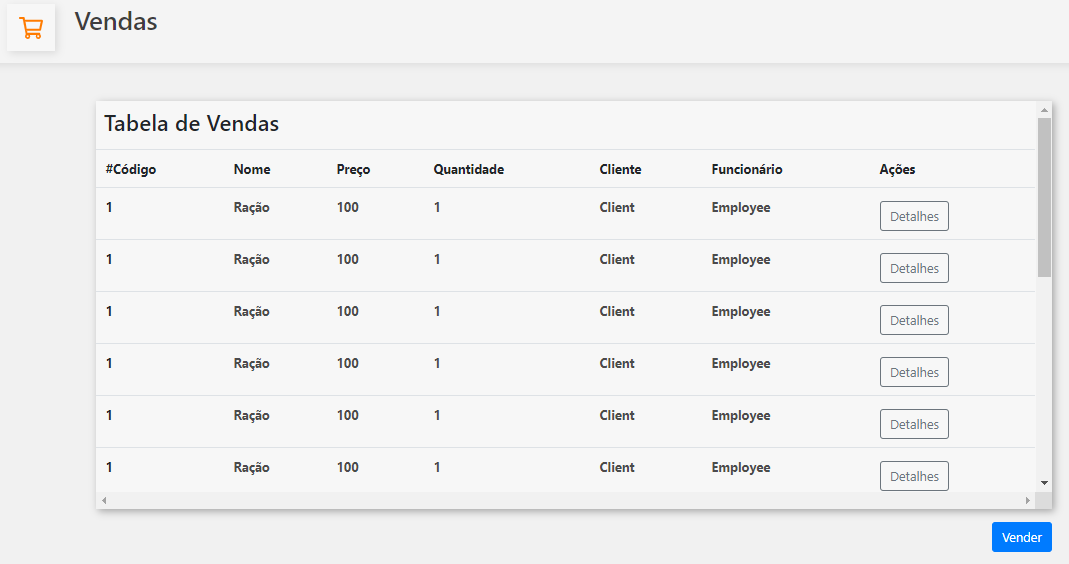 Vendas
Tabela de Vendas
#Código Nome Preço Quantidade Cliente Funcionário Ações
1 Ração 100 1 Client Employee Detalhes
1 Ração 100 1 Client Employee Detalhes
1 Ração 100 1 Client Employee Detalhes
1 Ração 100 1 Client Employee Detalhes
1 Ração 100 1 Client Employee Detalhes
1 Ração 100 1 Client Employee Detalhes
Vender